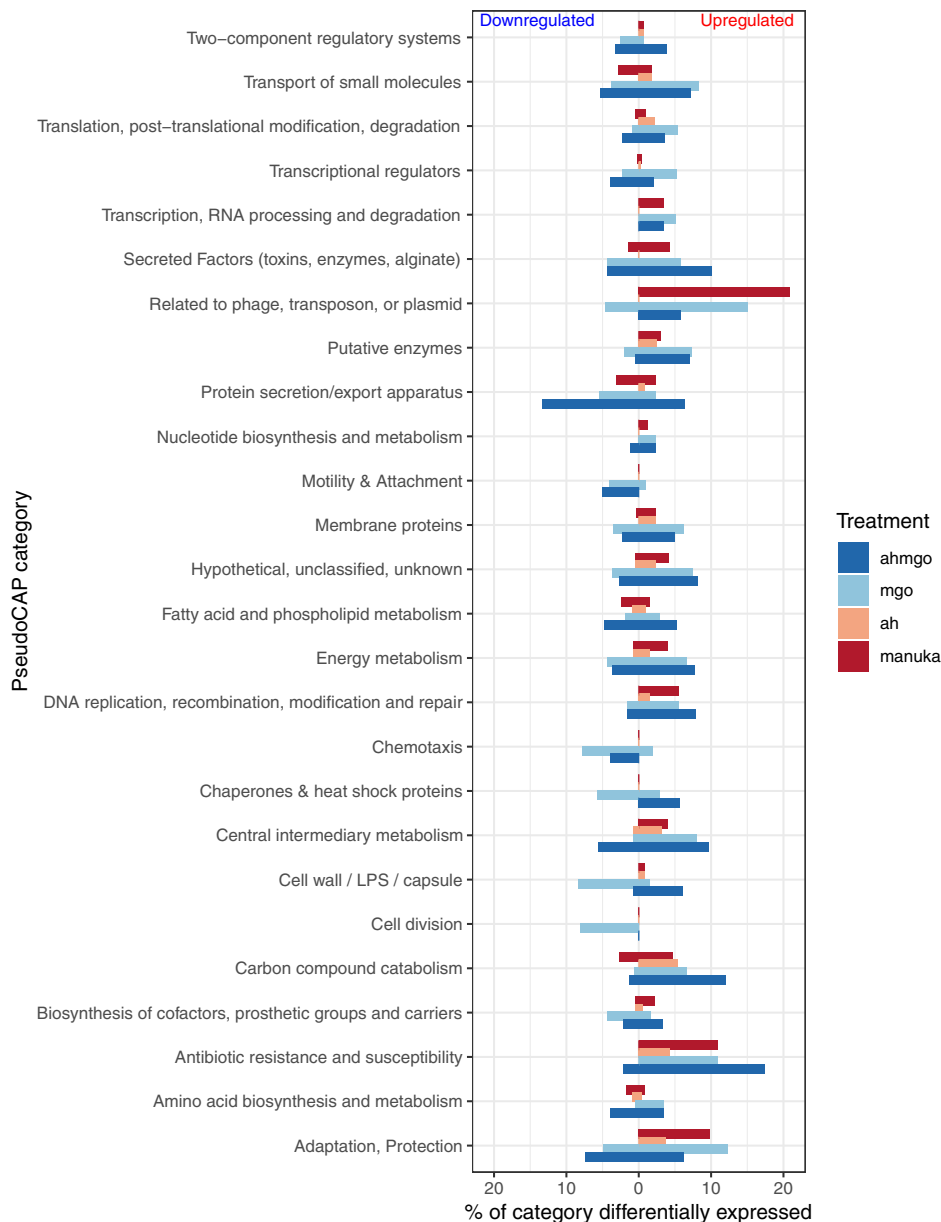 Downregulated Upregulated
Two−component regulatory systems
Transport of small molecules
Translation, post−translational modification, degradation
Transcriptional regulators
Transcription, RNA processing and degradation
Secreted Factors (toxins, enzymes, alginate)
Related to phage, transposon, or plasmid
Putative enzymes
Protein secretion/export apparatus
Nucleotide biosynthesis and metabolism
Motility & Attachment
Membrane proteins
Hypothetical, unclassified, unknown
Fatty acid and phospholipid metabolism
Energy metabolism
DNA replication, recombination, modification and repair
Chemotaxis
Chaperones & heat shock proteins
Central intermediary metabolism
Cell wall / LPS / capsule
Cell division
Carbon compound catabolism
Biosynthesis of cofactors, prosthetic groups and carriers
Antibiotic resistance and susceptibility
Amino acid biosynthesis and metabolism
Adaptation, Protection
PseudoCAP category
20 10 0 10 20
% of category differentially expressed
Treatment
ahmgo
mgo
ah
manuka